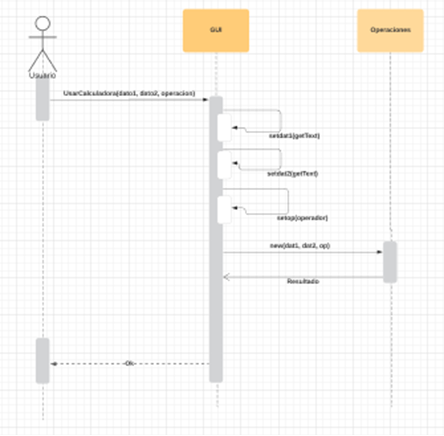 GUI
Operaciones
Usuario
UsarCalculadora(dato1, dato2, operacion)
setdat1(getText)
setdat2(getText)
setop(operador)
new(dat1, dat2, op)
Resultado
Ok